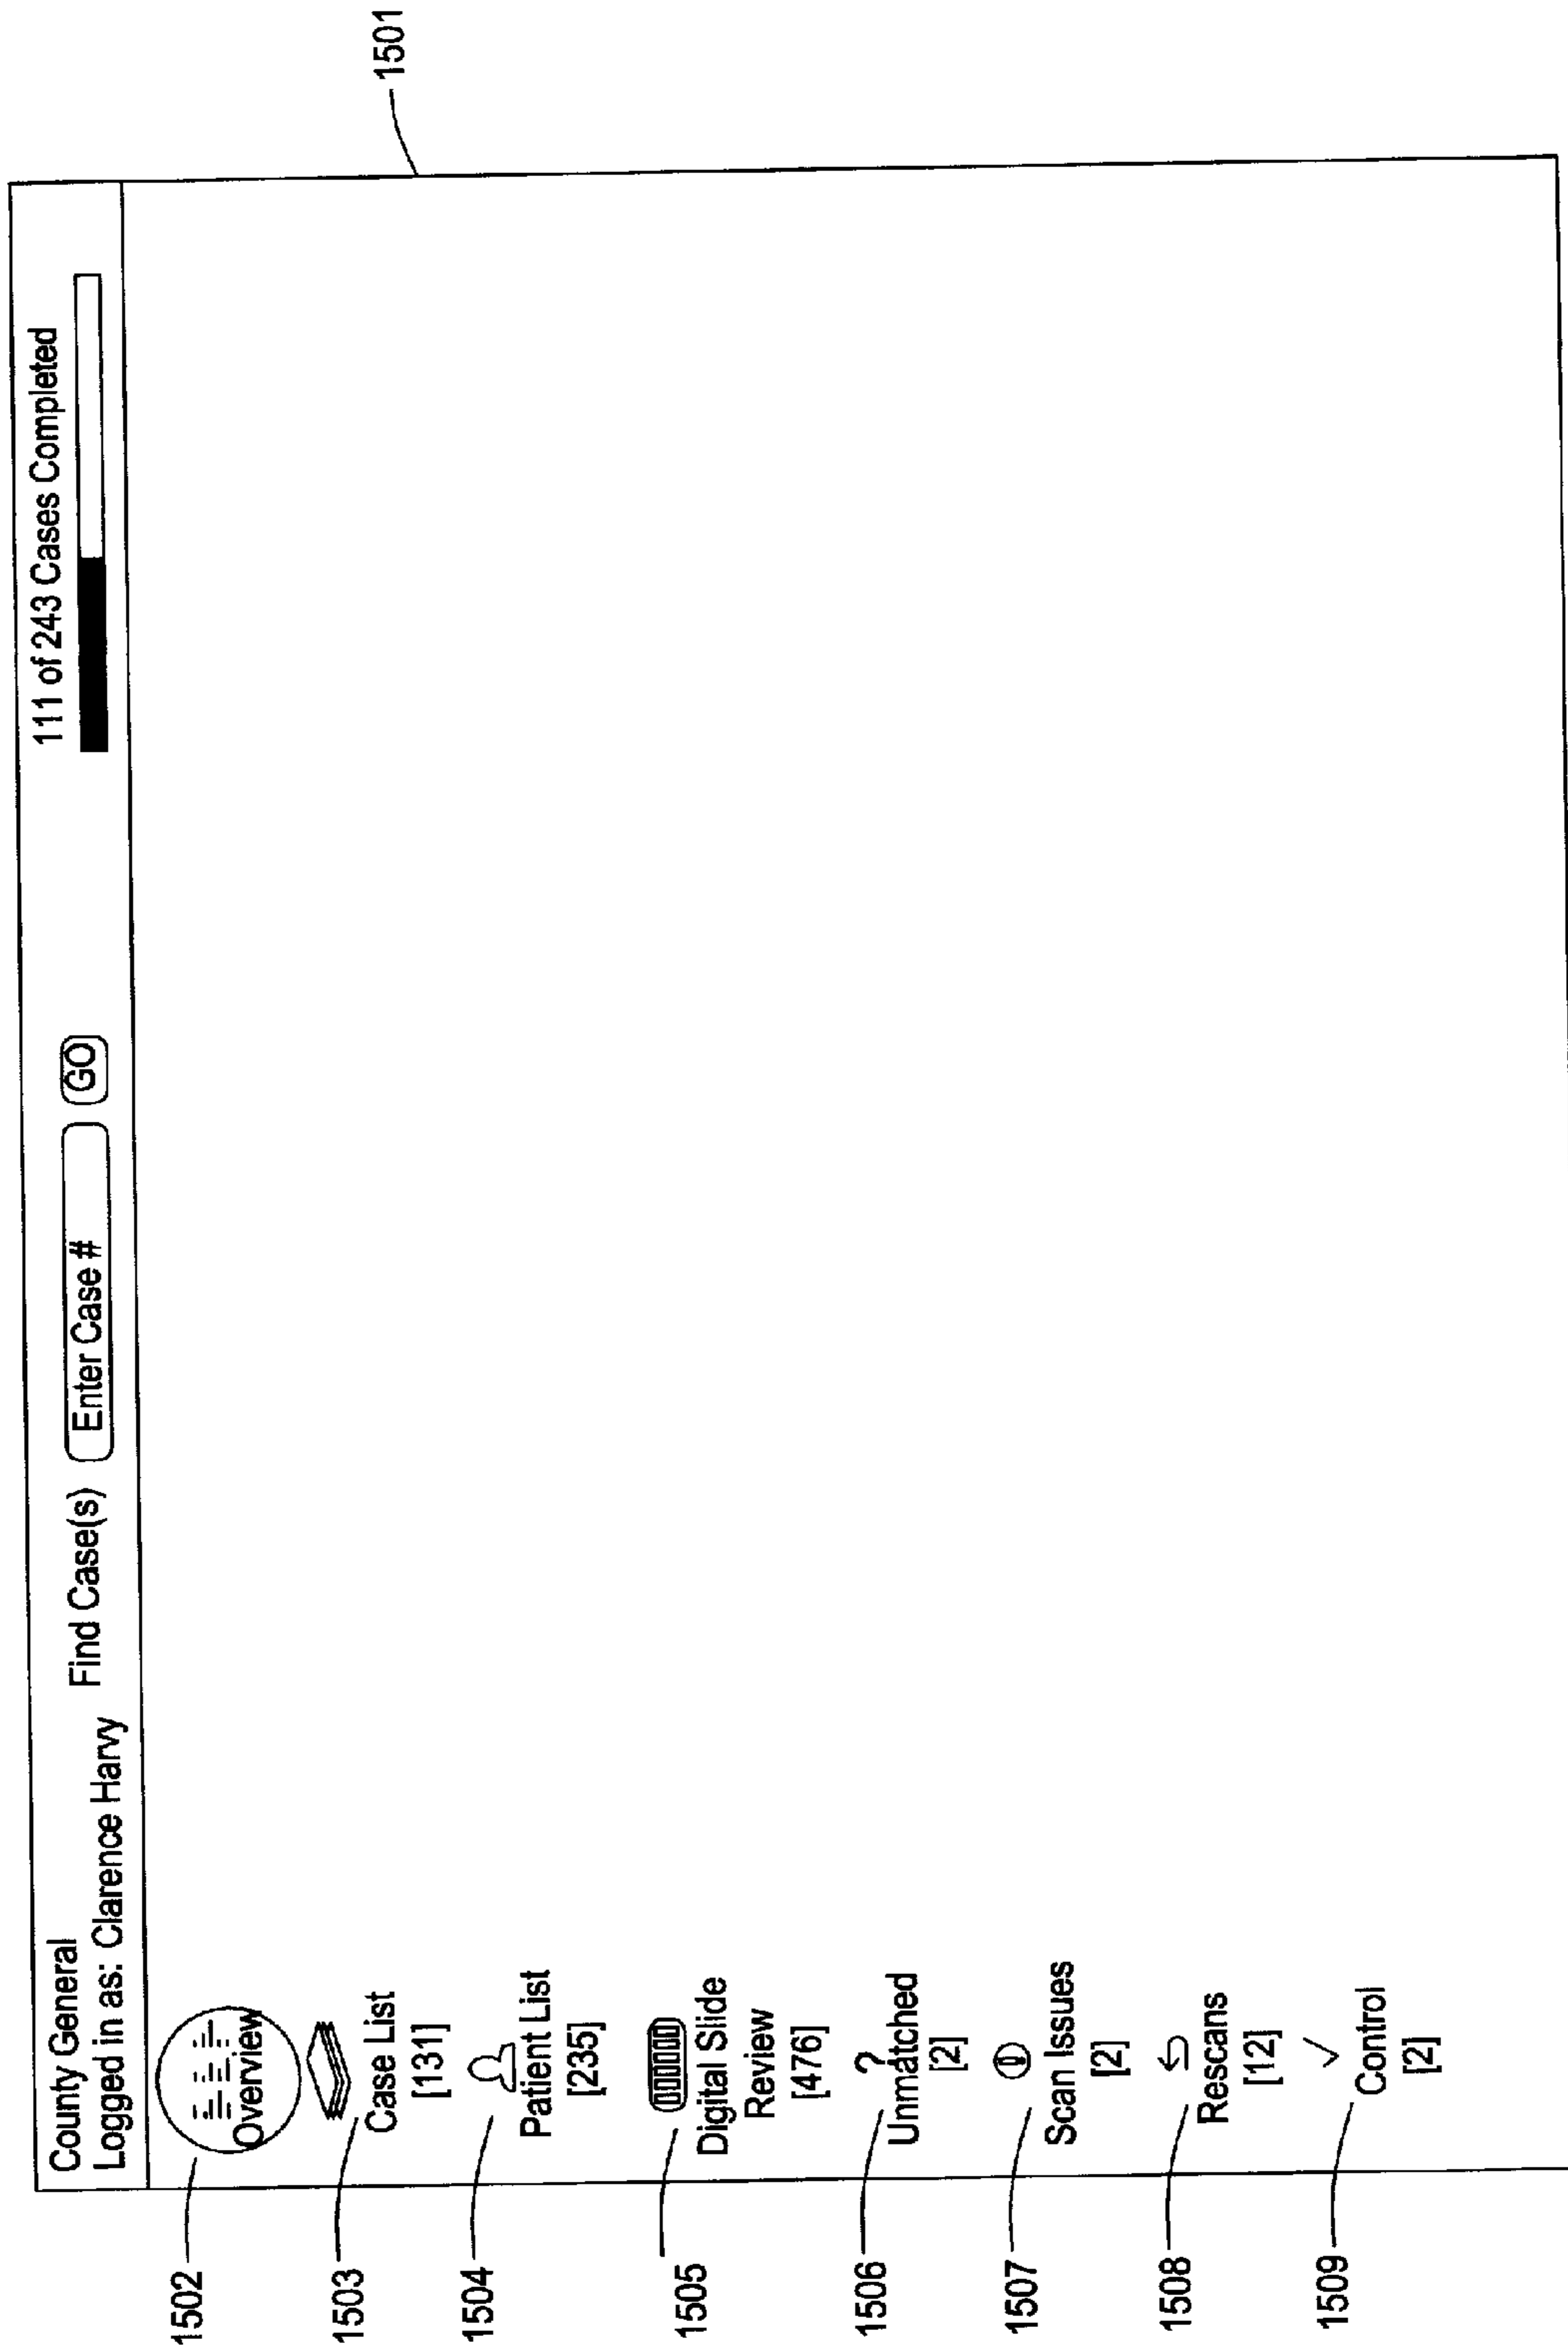 County General
Logged in as: Clarence Harvy Find Case(s) Enter Case # GO
111 of 243 Cases Completed
1501
1502
Overview
1503
Case List
[131]
1504
Patient List
[235]
1505
Digital Slide
Review
[476]
1506
?
Unmatched
[2]
1507
Scan Issues
[2]
1508
Rescans
[12]
1509
Control
[2]